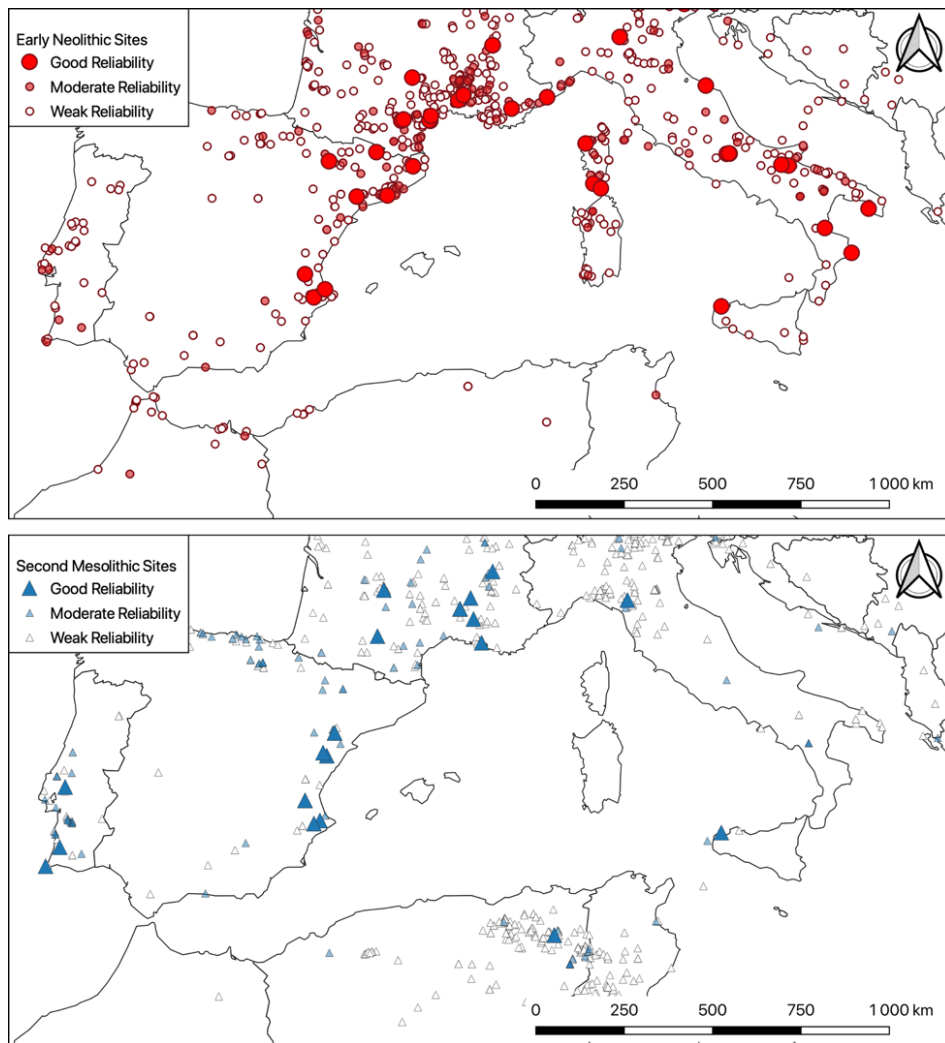 Early Neolithic Sites
Good Reliability
Moderate Reliability
Weak Reliability
0 250 500 750 1 000 km
Second Mesolithic Sites
Good Reliability
Moderate Reliability
Weak Reliability
0 250 500 750 1 000 km